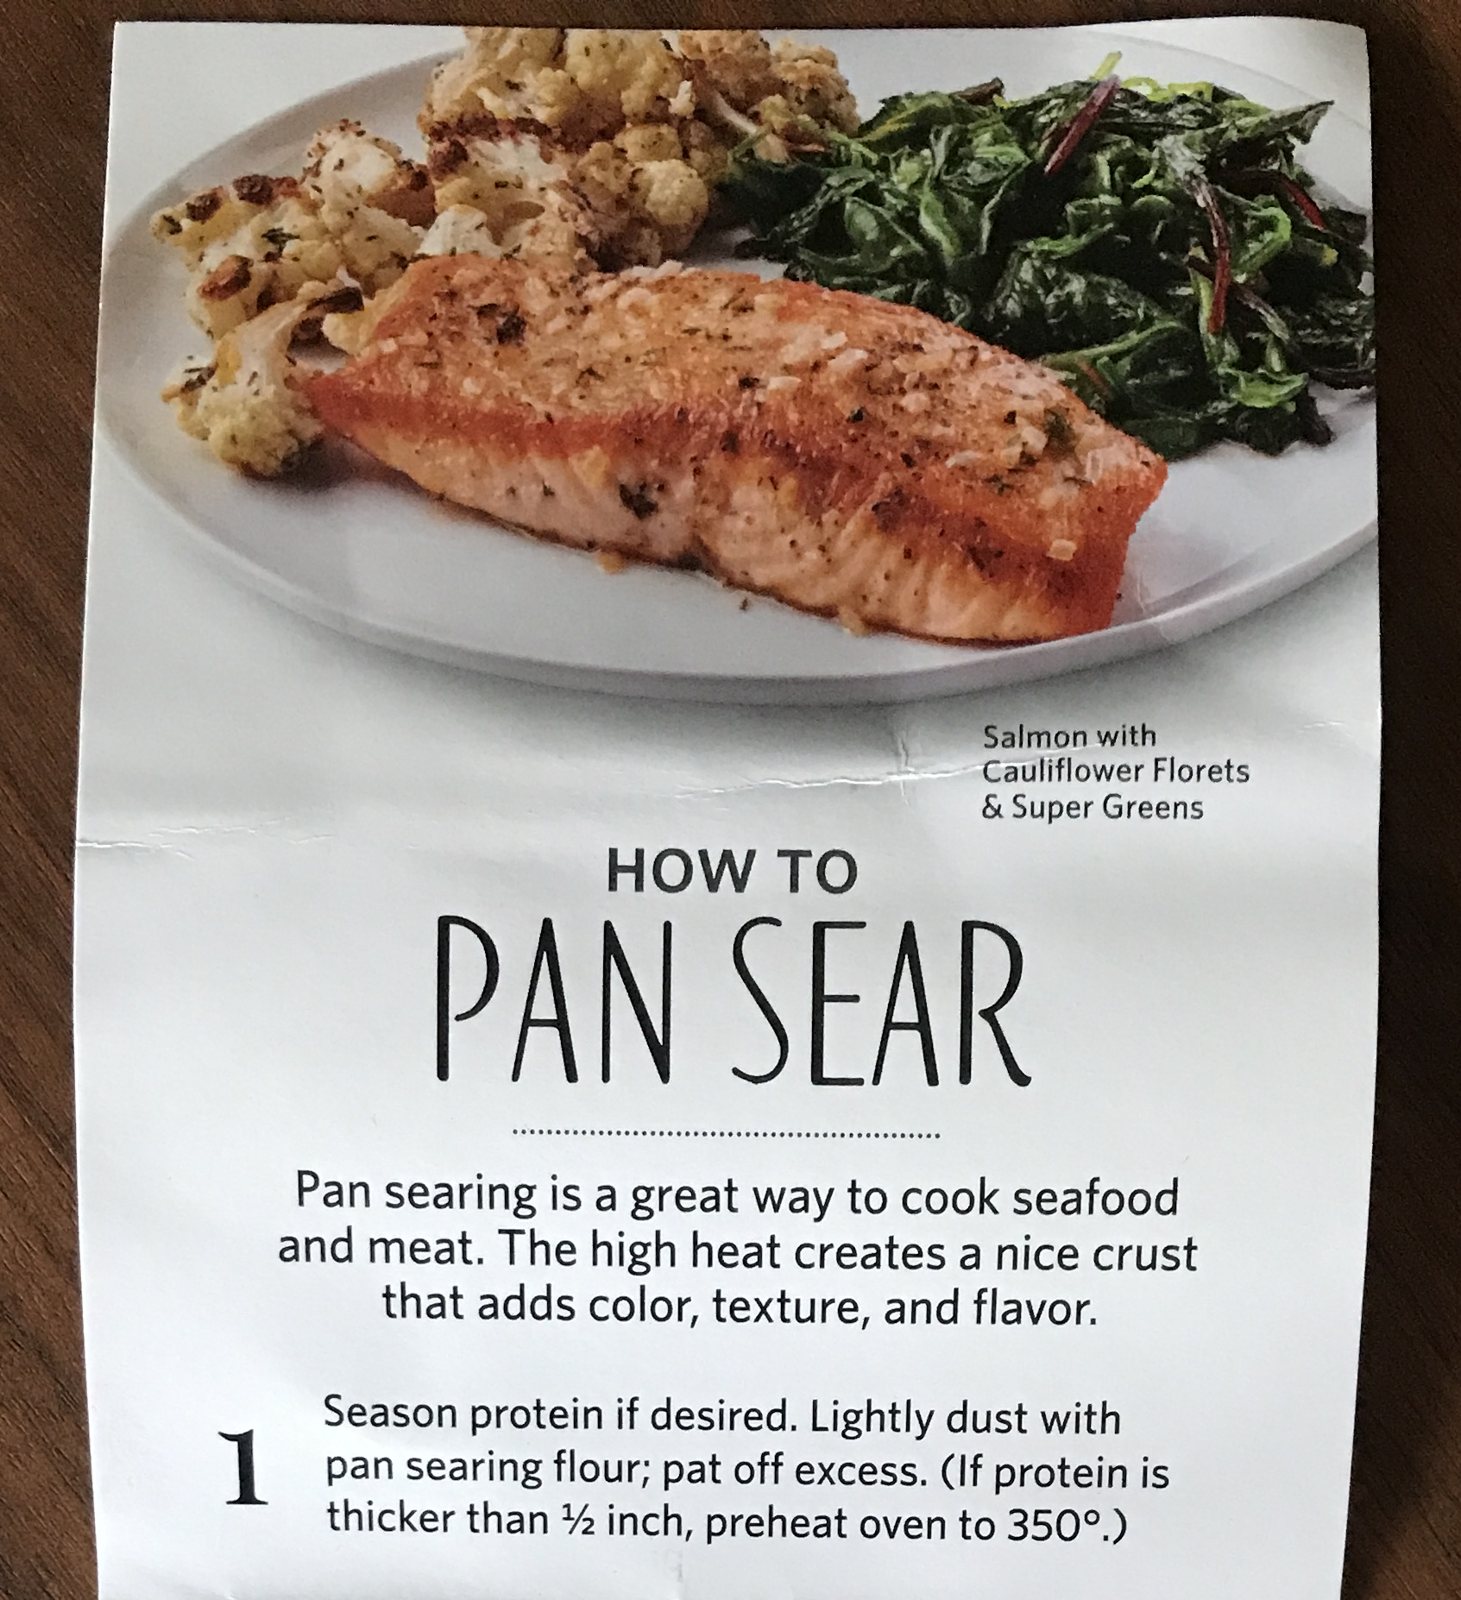 Salmon with
Cauliflower Florets
& Super Greens
HOW TO
PAN SEAR
Pan searing is a great way to cook seafood
and meat. The high heat creates a nice crust
that adds color, texture, and flavor.
1
Season protein if desired. Lightly dust with
pan searing flour; pat off excess. (If protein is
thicker than ½ inch, preheat oven to 350°.)